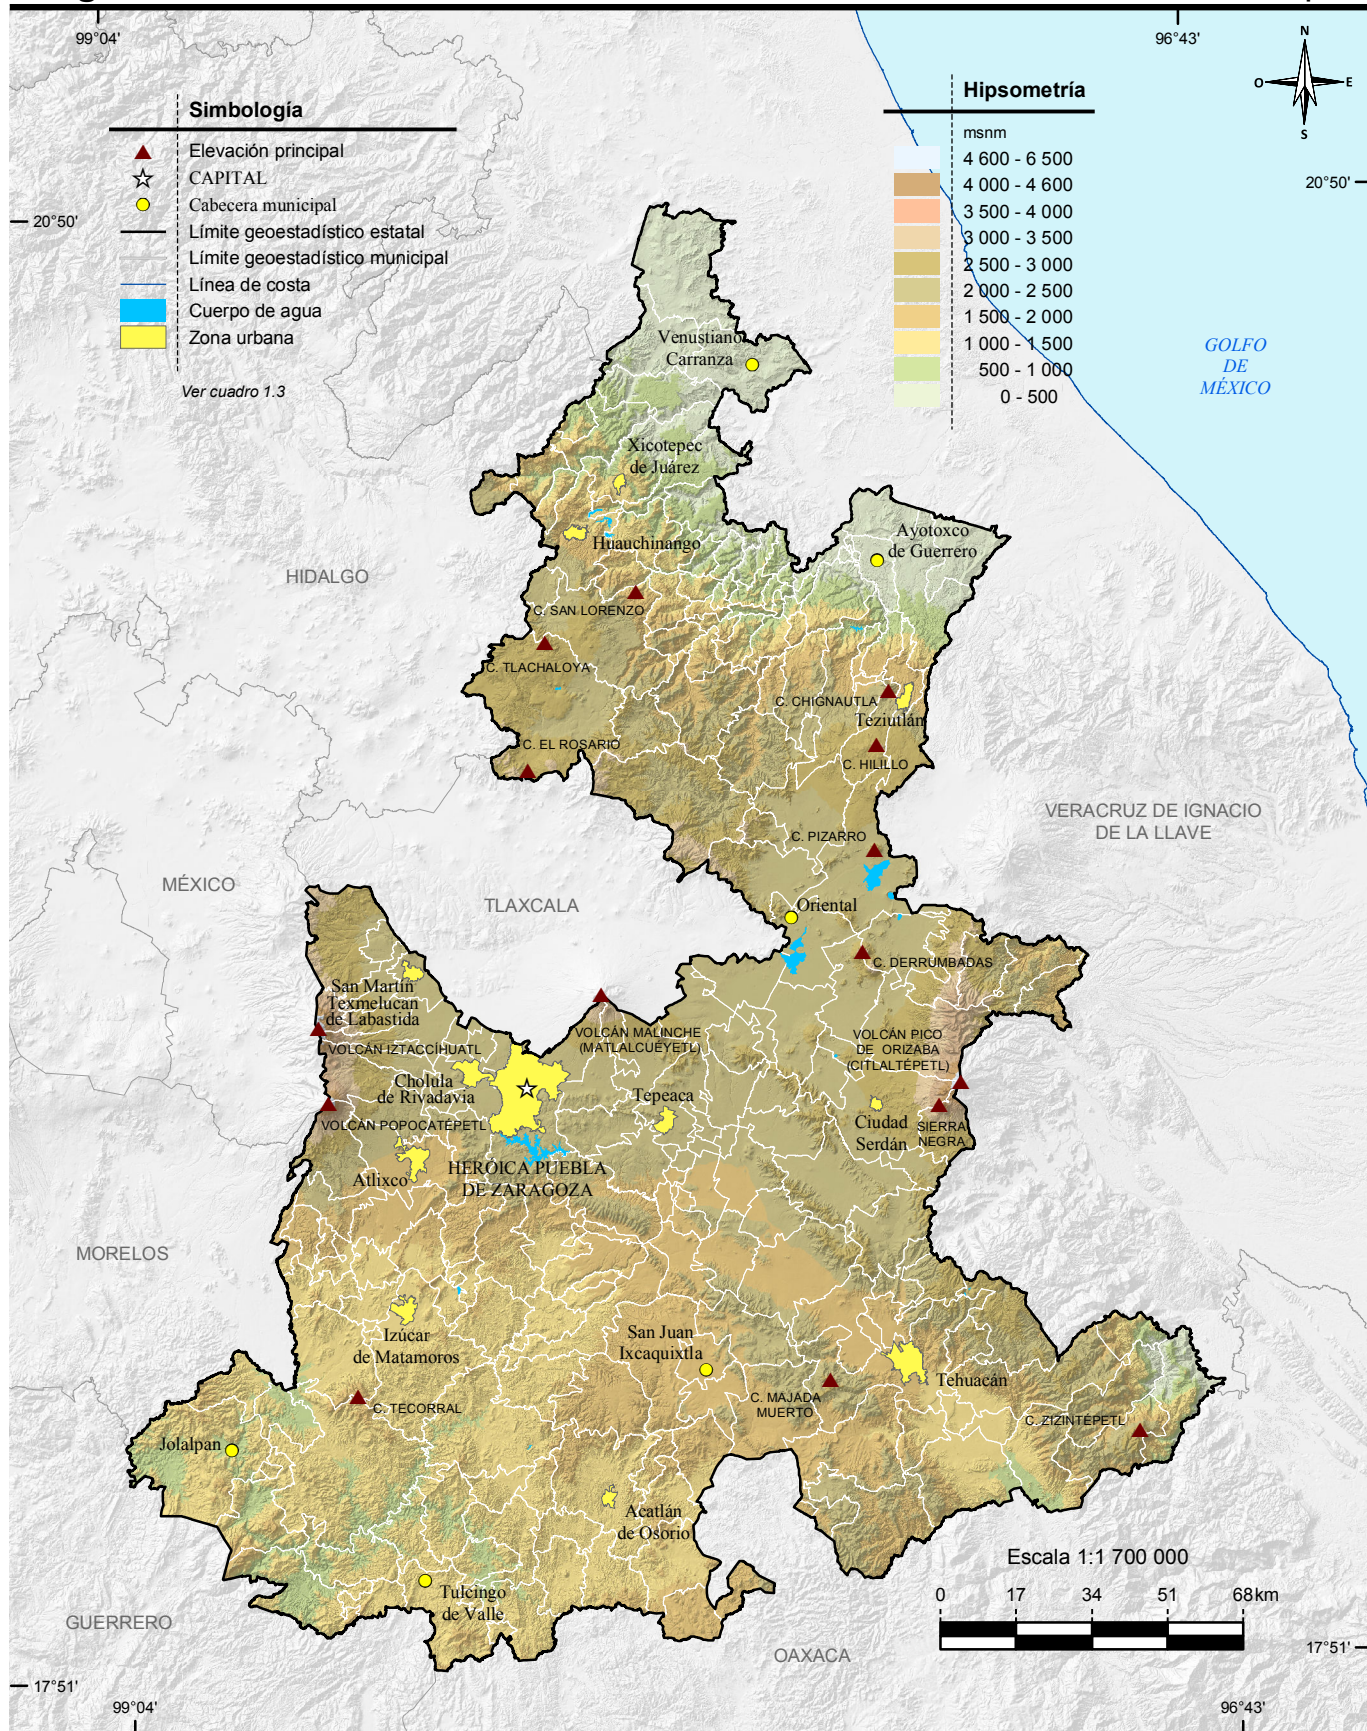 99°04'
96°43'
N
O
E
S
Simbología
Elevación principal
CAPITAL
Cabecera municipal
Límite geoestadístico estatal
Límite geoestadístico municipal
Línea de costa
Cuerpo de agua
Zona urbana
Ver cuadro 1.3
Hipsometría
msnm
4 600 - 6 500
4 000 - 4 600
3 500 - 4 000
3 000 - 3 500
2 500 - 3 000
2 000 - 2 500
1 500 - 2 000
1 000 - 1 500
500 - 1 000
0 - 500
20°50'
20°50'
GOLFO
DE
MÉXICO
Venustiano
Carranza
Xicotepec
de Juárez
Huauchinango
Ayotoxco
de Guerrero
HIDALGO
C. SAN LORENZO
C. TLACHALOYA
C. CHIGNAUTLA
Teziutlán
C. EL ROSARIO
C. HILILLO
VERACRUZ DE IGNACIO
DE LA LLAVE
C. PIZARRO
MÉXICO
TLAXCALA
Oriental
C. DERRUMBADAS
San Martín
Texmelucan
de Labastida
VOLCÁN IZTACCÍHUATL
VOLCÁN MALINCHE
(MATLALCUÉYETL)
VOLCÁN PICO
DE ORIZABA
(CITLALTÉPETL)
Cholula
de Rivadavia
Tepeaca
VOLCÁN POPOCATÉPETL
Ciudad
Serdán
SIERRA
NEGRA
Atlixco
HERÓICA PUEBLA
DE ZARAGOZA
MORELOS
Izúcar
de Matamoros
San Juan
Ixcaquixtla
Tehuacán
C. MAJADA
MUERTO
C. TECORRAL
C. ZIZINTÉPETL
Jolalpan
Acatlán
de Osorio
Tulcingo
de Valle
GUERRERO
OAXACA
Escala 1:1 700 000
0 17 34 51 68 km
17°51'
17°51'
99°04'
96°43'